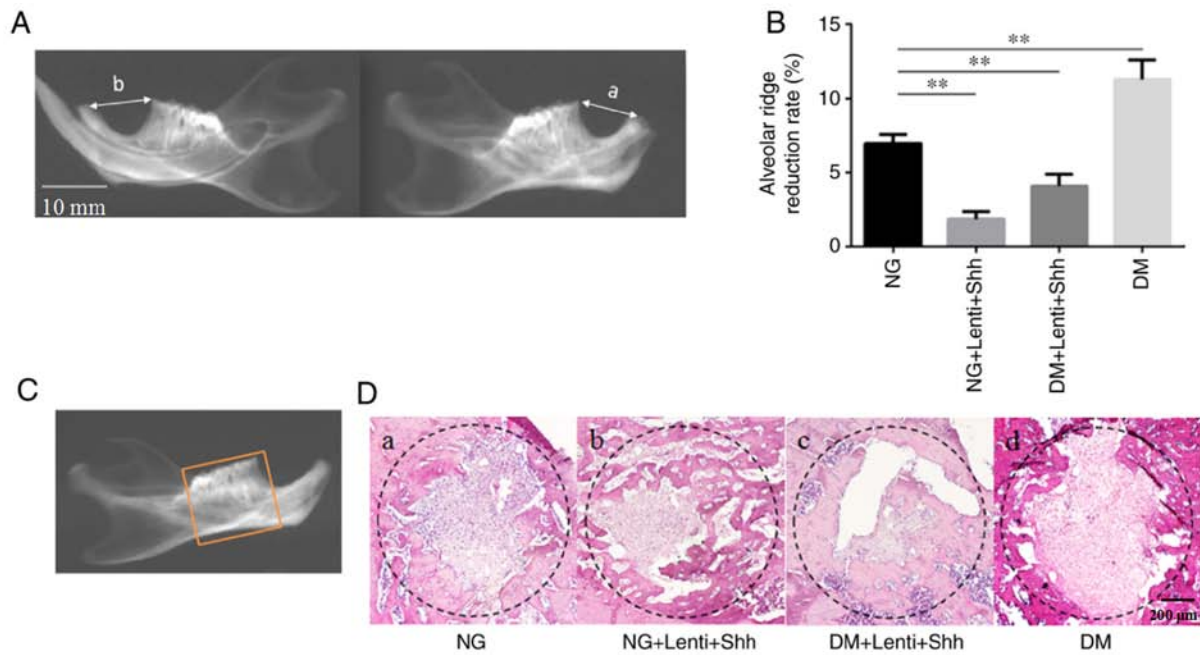 A
b
a
10 mm
B
Alveolar ridge
reduction rate (%)
15
10
5
0
**
**
**
NG
NG+Lenti+Shh
DM+Lenti+Shh
DM
C
D
a
b
c
d
200 μm
NG
NG+Lenti+Shh
DM+Lenti+Shh
DM